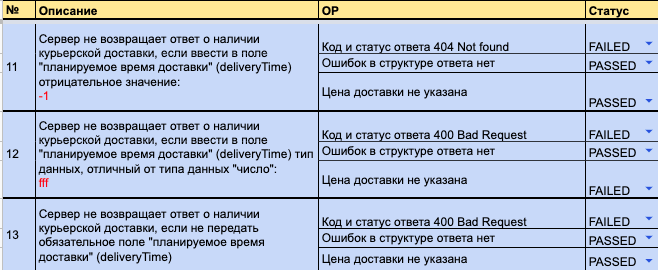 № Описание ОР Статус
11
Сервер не возвращает ответ о наличии
курьерской доставки, если ввести в поле
"планируемое время доставки" (deliveryTime)
отрицательное значение:
-1
Код и статус ответа 404 Not found FAILED
Ошибок в структуре ответа нет PASSED
Цена доставки не указана PASSED
12
Сервер не возвращает ответ о наличии
курьерской доставки, если ввести в поле
"планируемое время доставки" (deliveryTime) тип
данных, отличный от типа данных "число":
fff
Код и статус ответа 400 Bad Request FAILED
Ошибок в структуре ответа нет PASSED
Цена доставки не указана FAILED
13
Сервер не возвращает ответ о наличии
курьерской доставки, если не передать
обязательное поле "планируемое время
доставки" (deliveryTime)
Код и статус ответа 400 Bad Request FAILED
Ошибок в структуре ответа нет PASSED
Цена доставки не указана PASSED